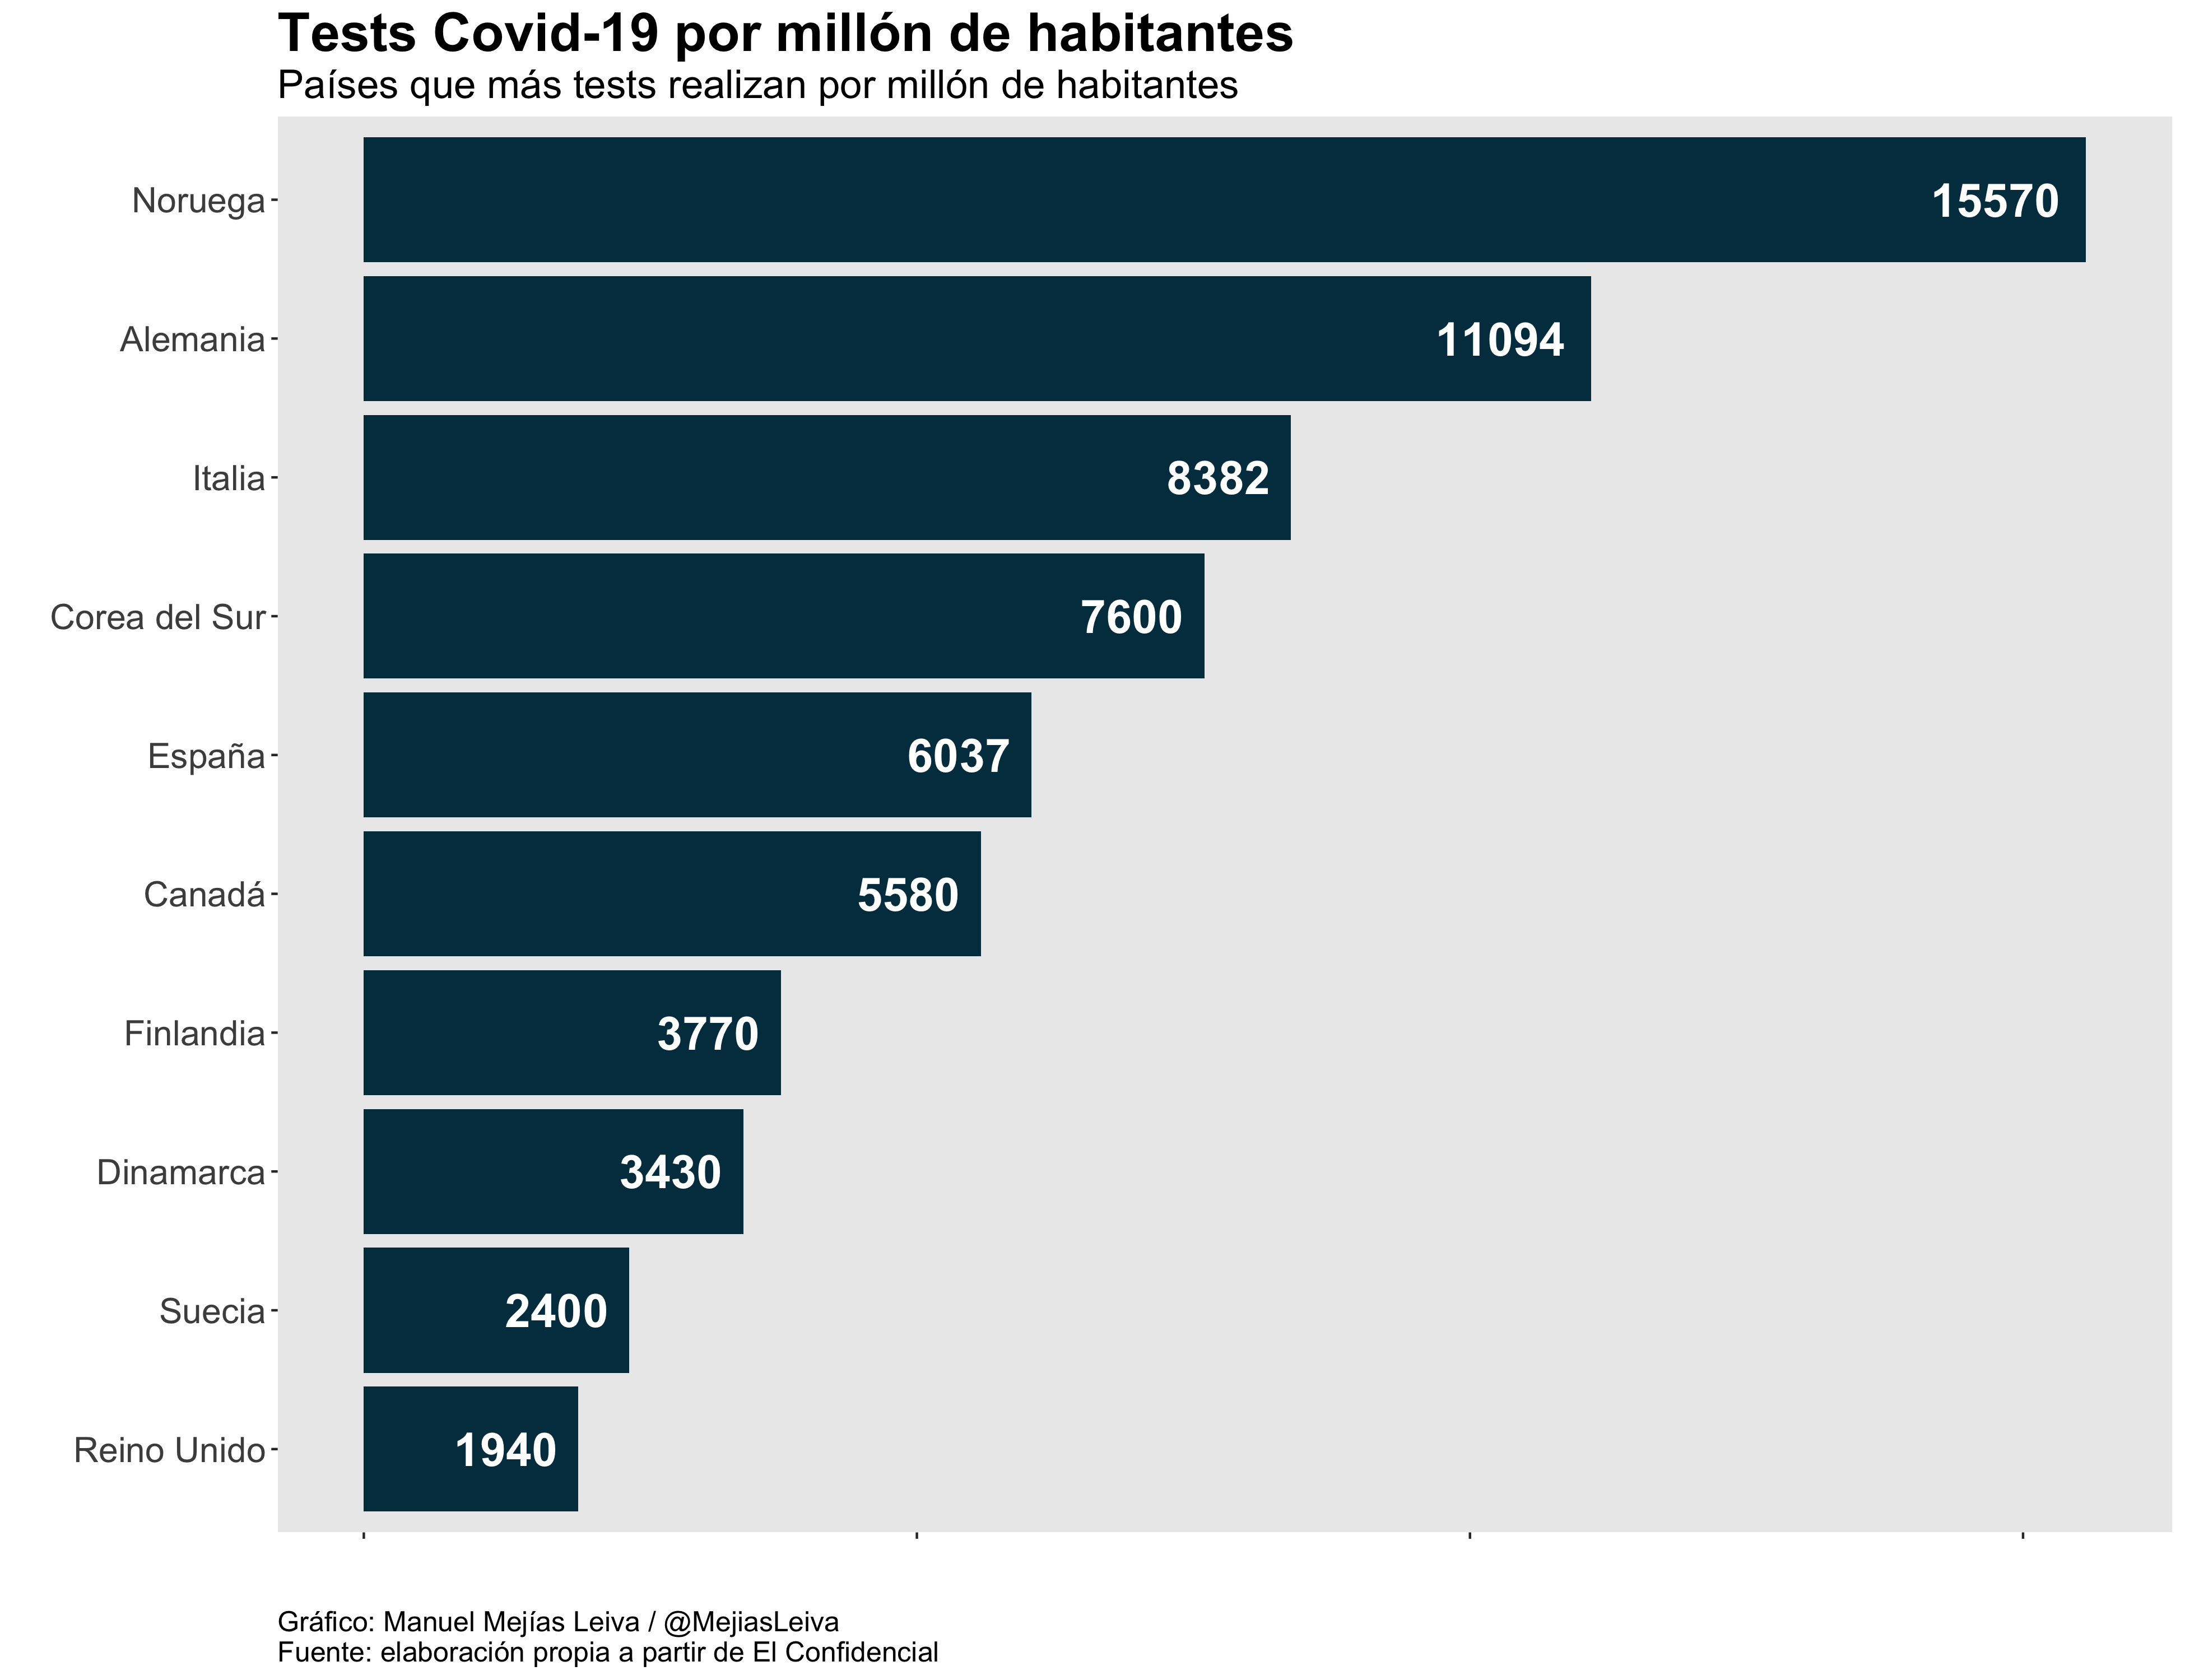 Tests Covid-19 por millón de habitantes
Países que más tests realizan por millón de habitantes
Noruega 15570
Alemania 11094
Italia 8382
Corea del Sur 7600
España 6037
Canadá 5580
Finlandia 3770
Dinamarca 3430
Suecia 2400
Reino Unido 1940
Gráfico: Manuel Mejías Leiva / @MejiasLeiva
Fuente: elaboración propia a partir de El Confidencial